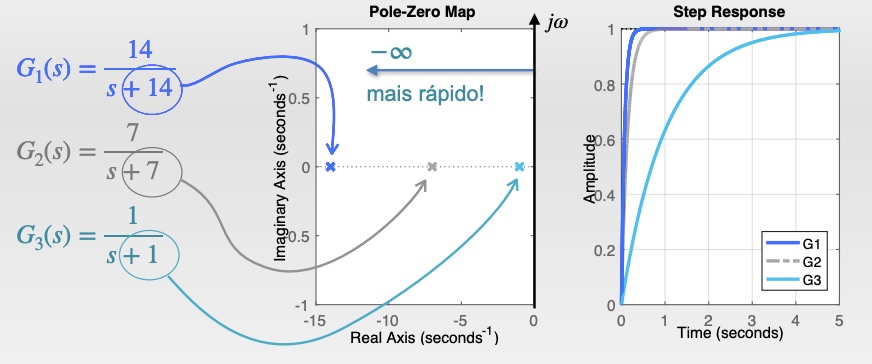 G₁(s) = 14 / (s + 14)
G₂(s) = 7 / (s + 7)
G₃(s) = 1 / (s + 1)
Pole-Zero Map
jω
−∞
mais rápido!
Imaginary Axis (seconds⁻¹)
1
0.5
0
-0.5
-1
-15 -10 -5 0
Real Axis (seconds⁻¹)
Step Response
Amplitude
1
0.8
0.6
0.4
0.2
0
0 1 2 3 4 5
Time (seconds)
G1
G2
G3